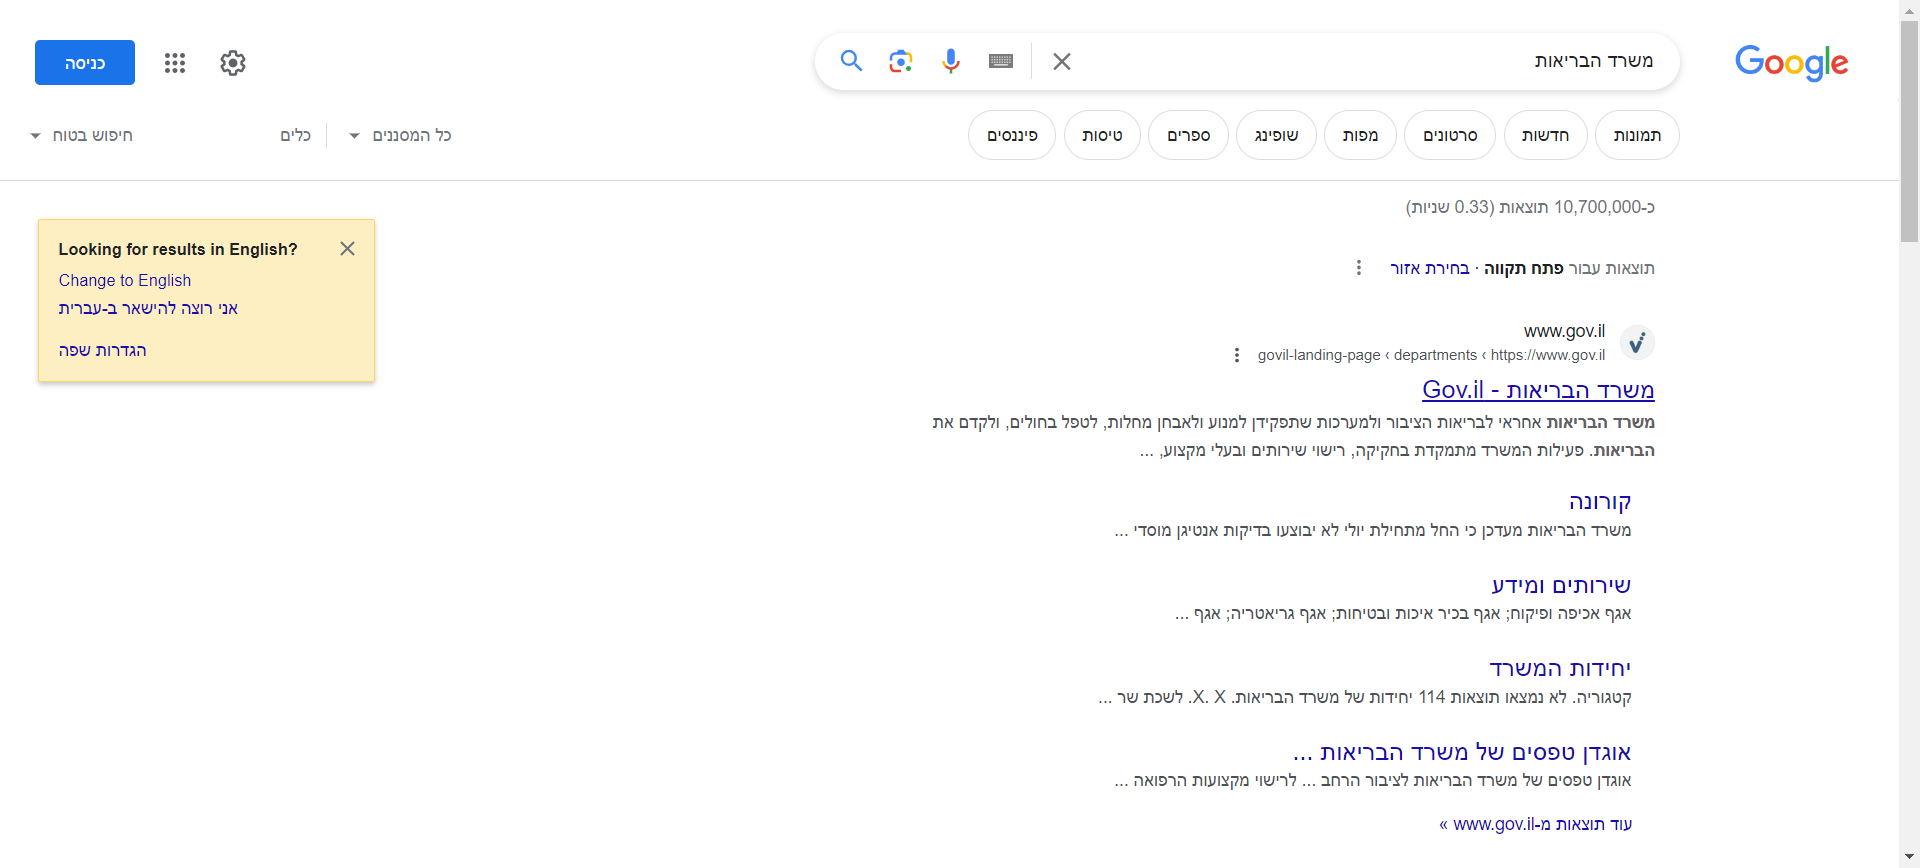 Google
משרד הבריאות
כניסה
תמונות
חדשות
סרטונים
מפות
שופינג
ספרים
טיסות
פיננסים
כל המסננים
כלים
חיפוש בטוח
כ-10,700,000 תוצאות (0.33 שניות)
Looking for results in English?
Change to English
אני רוצה להישאר ב-עברית
הגדרות שפה
תוצאות עבור פתח תקווה · בחירת אזור
www.gov.il
https://www.gov.il › departments › govil-landing-page
משרד הבריאות - Gov.il
משרד הבריאות אחראי לבריאות הציבור ולמערכות שתפקידן למנוע ולאבחן מחלות, לטפל בחולים, ולקדם את
הבריאות. פעילות המשרד מתמקדת בחקיקה, רישוי שירותים ובעלי מקצוע, ...
קורונה
משרד הבריאות מעדכן כי החל מתחילת יולי לא יבוצעו בדיקות אנטיגן מוסדי ...
שירותים ומידע
אגף אכיפה ופיקוח; אגף בכיר איכות ובטיחות; אגף גריאטריה; אגף ...
יחידות המשרד
קטגוריה. לא נמצאו תוצאות 114 יחידות של משרד הבריאות. X. X. לשכת שר ...
אוגדן טפסים של משרד הבריאות ...
אוגדן טפסים של משרד הבריאות לציבור הרחב ... לרישוי מקצועות הרפואה ...
עוד תוצאות מ-www.gov.il »